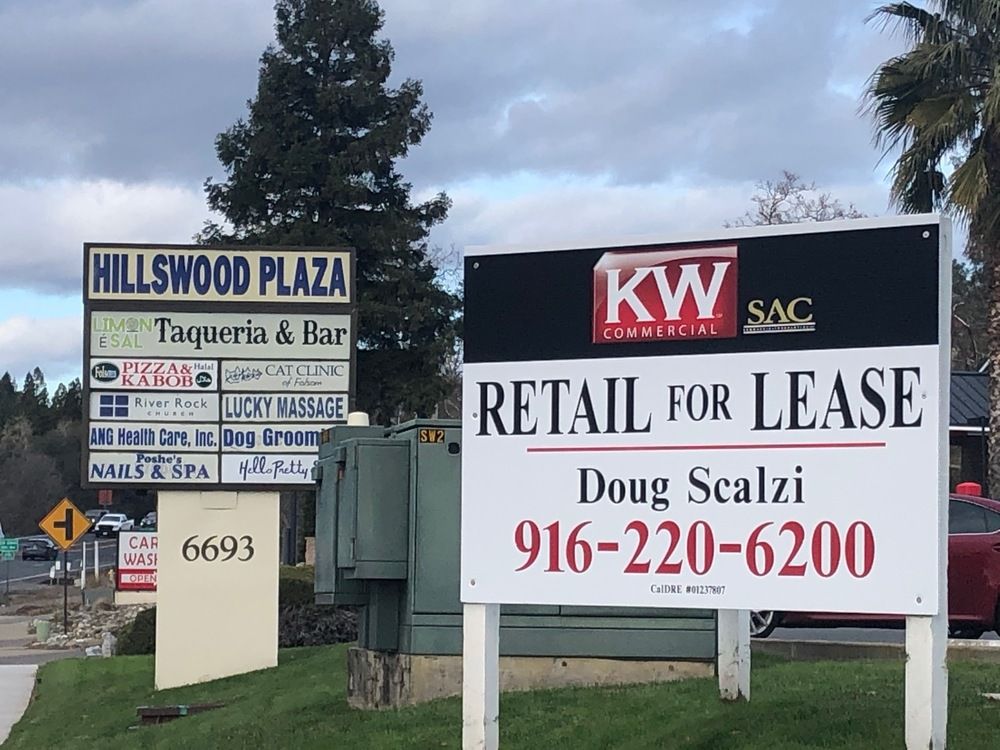 HILLSWOOD PLAZA
LIMON
É SAL
Taqueria & Bar
Folsom
PIZZA&
KABOB
Halal
CAT CLINIC
of Folsom
River Rock
CHURCH
LUCKY MASSAGE
ANG Health Care, Inc.
Dog Groomi
Poshe's
NAILS & SPA
Hello Pretty
6693
CAR
WASH
OPEN
SW2
KW
COMMERCIAL
SAC
RETAIL FOR LEASE
Doug Scalzi
916-220-6200
CalDRE #01237807